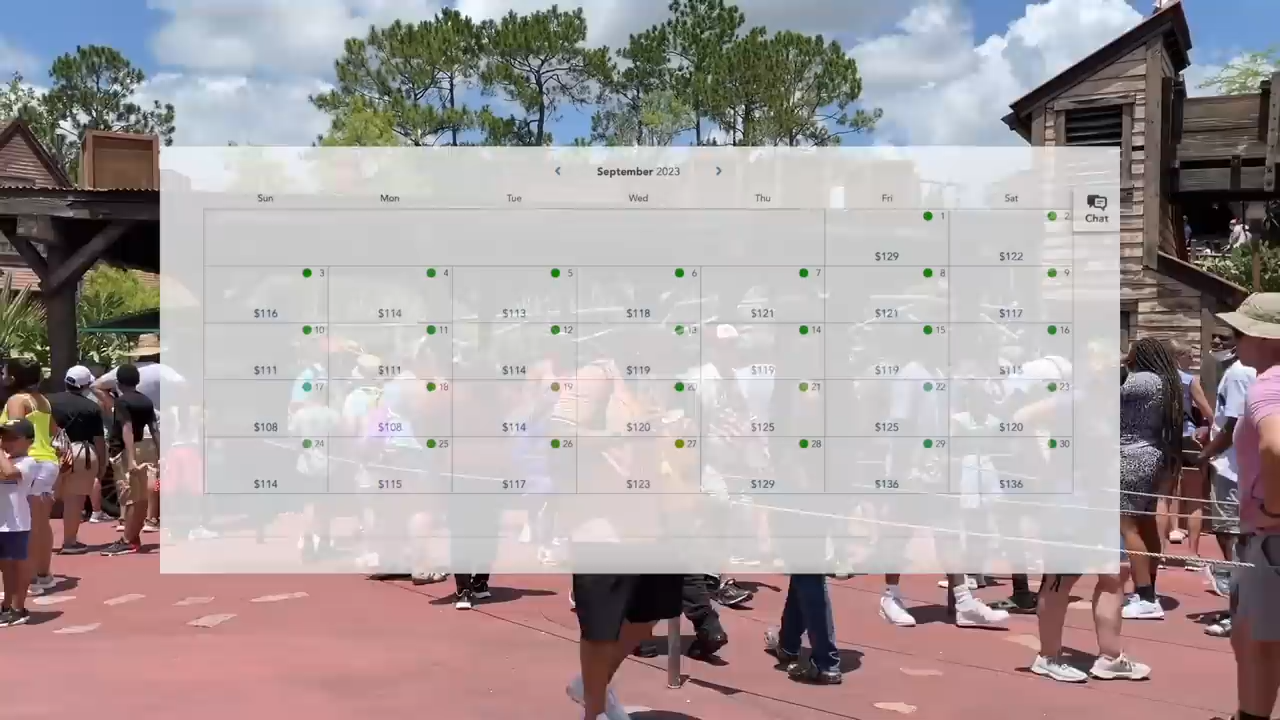 September 2023
Sun Mon Tue Wed Thu Fri Sat
Chat
1 2
$129 $122
3 4 5 6 7 8 9
$116 $114 $113 $118 $121 $121 $117
10 11 12 13 14 15 16
$111 $111 $114 $119 $119 $119 $115
17 18 19 20 21 22 23
$108 $108 $114 $120 $125 $125 $120
24 25 26 27 28 29 30
$114 $115 $117 $123 $129 $136 $136